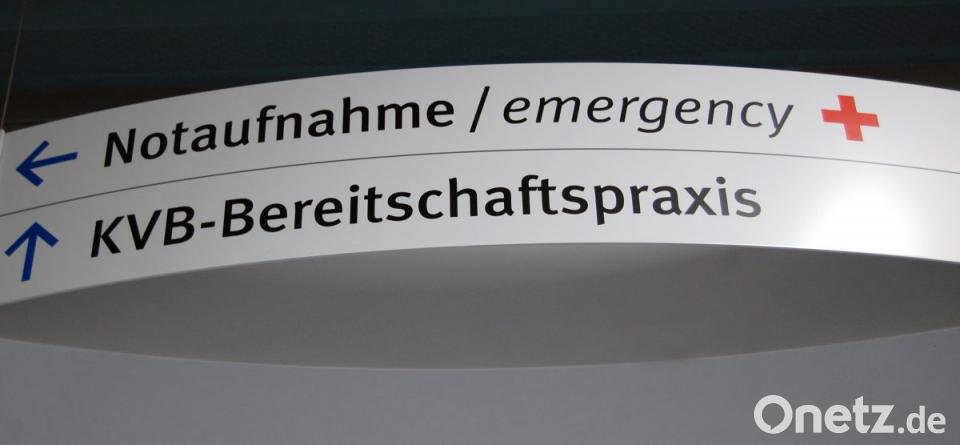 Notaufnahme / emergency
KVB-Bereitschaftspraxis
Onetz.de